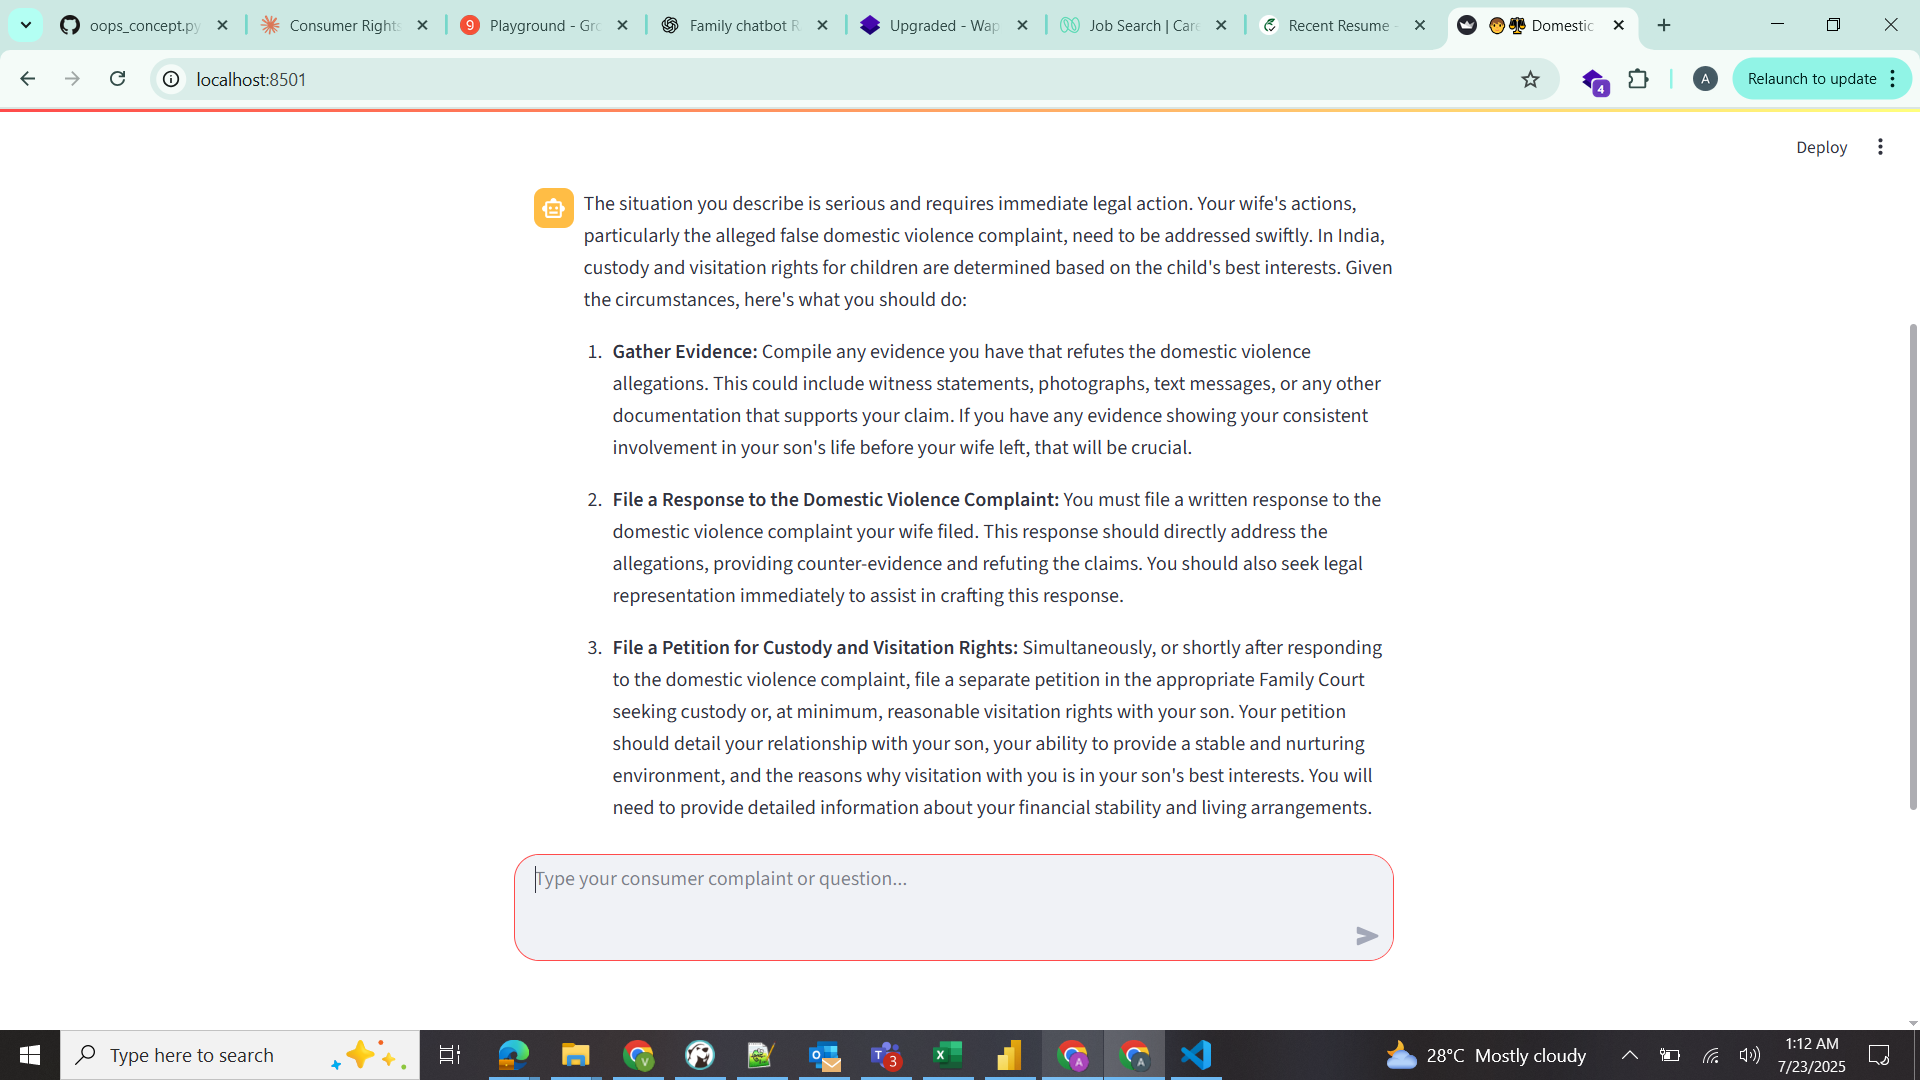 oops_concept.py
Consumer Rights
Playground - Gro
Family chatbot R
Upgraded - Wap
Job Search | Care
Recent Resume -
Domestic
localhost:8501
4
A
Relaunch to update
Deploy
The situation you describe is serious and requires immediate legal action. Your wife's actions,
particularly the alleged false domestic violence complaint, need to be addressed swiftly. In India,
custody and visitation rights for children are determined based on the child's best interests. Given
the circumstances, here's what you should do:
1. Gather Evidence: Compile any evidence you have that refutes the domestic violence
allegations. This could include witness statements, photographs, text messages, or any other
documentation that supports your claim. If you have any evidence showing your consistent
involvement in your son's life before your wife left, that will be crucial.
2. File a Response to the Domestic Violence Complaint: You must file a written response to the
domestic violence complaint your wife filed. This response should directly address the
allegations, providing counter-evidence and refuting the claims. You should also seek legal
representation immediately to assist in crafting this response.
3. File a Petition for Custody and Visitation Rights: Simultaneously, or shortly after responding
to the domestic violence complaint, file a separate petition in the appropriate Family Court
seeking custody or, at minimum, reasonable visitation rights with your son. Your petition
should detail your relationship with your son, your ability to provide a stable and nurturing
environment, and the reasons why visitation with you is in your son's best interests. You will
need to provide detailed information about your financial stability and living arrangements.
Type your consumer complaint or question...
Type here to search
28°C Mostly cloudy
1:12 AM
7/23/2025